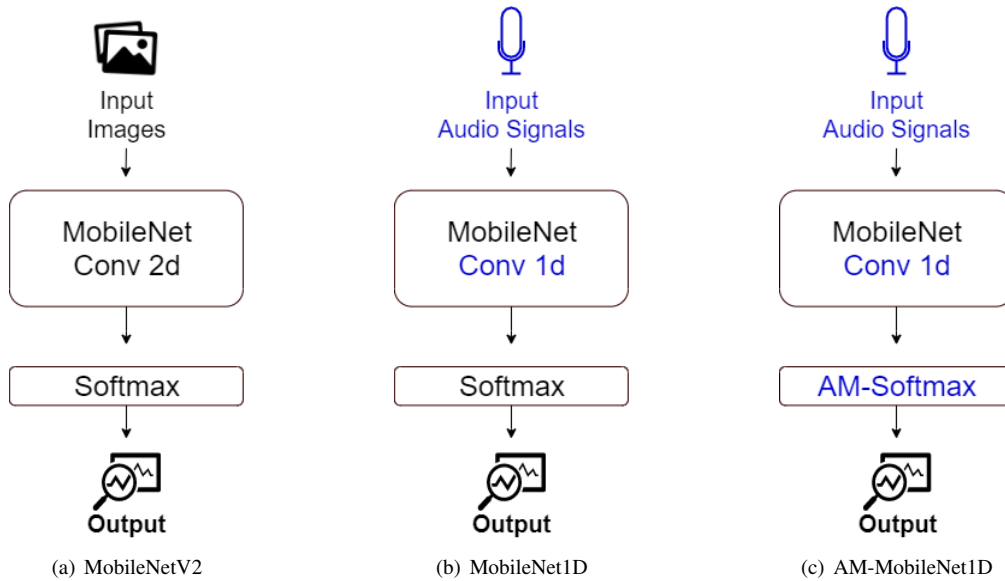 Input
Images
MobileNet
Conv 2d
Softmax
Output
(a) MobileNetV2
Input
Audio Signals
MobileNet
Conv 1d
Softmax
Output
(b) MobileNet1D
Input
Audio Signals
MobileNet
Conv 1d
AM-Softmax
Output
(c) AM-MobileNet1D